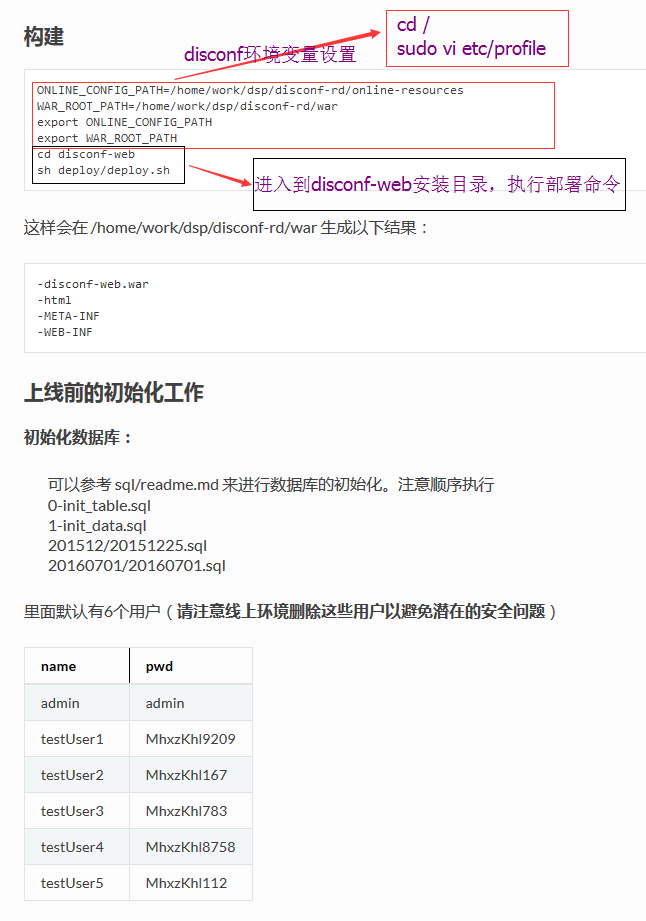 构建
cd /
sudo vi etc/profile
disconf环境变量设置
ONLINE_CONFIG_PATH=/home/work/dsp/disconf-rd/online-resources
WAR_ROOT_PATH=/home/work/dsp/disconf-rd/war
export ONLINE_CONFIG_PATH
export WAR_ROOT_PATH
cd disconf-web
sh deploy/deploy.sh
进入到disconf-web安装目录，执行部署命令
这样会在 /home/work/dsp/disconf-rd/war 生成以下结果：
-disconf-web.war
-html
-META-INF
-WEB-INF
上线前的初始化工作
初始化数据库：
可以参考 sql/readme.md 来进行数据库的初始化。注意顺序执行
0-init_table.sql
1-init_data.sql
201512/20151225.sql
20160701/20160701.sql
里面默认有6个用户（请注意线上环境删除这些用户以避免潜在的安全问题）
name pwd
admin admin
testUser1 MhxzKhl9209
testUser2 MhxzKhl167
testUser3 MhxzKhl783
testUser4 MhxzKhl8758
testUser5 MhxzKhl112